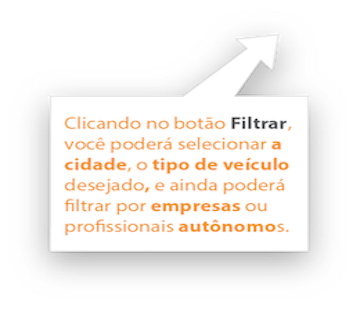 Clicando no botão Filtrar,
você poderá selecionar a
cidade, o tipo de veículo
desejado, e ainda poderá
filtrar por empresas ou
profissionais autônomos.